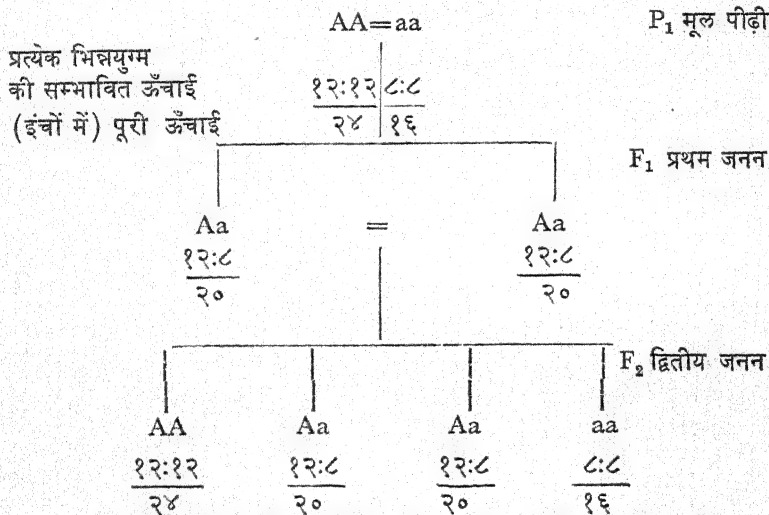 AA=aa P₁ मूल पीढ़ी
प्रत्येक भिन्नयुग्म
की सम्भावित ऊँचाई १२:१२ ८:८
(इंचों में) पूरी ऊँचाई २४ १६
F₁ प्रथम जनन
Aa = Aa
१२:८ १२:८
२० २०
F₂ द्वितीय जनन
AA Aa Aa aa
१२:१२ १२:८ १२:८ ८:८
२४ २० २० १६